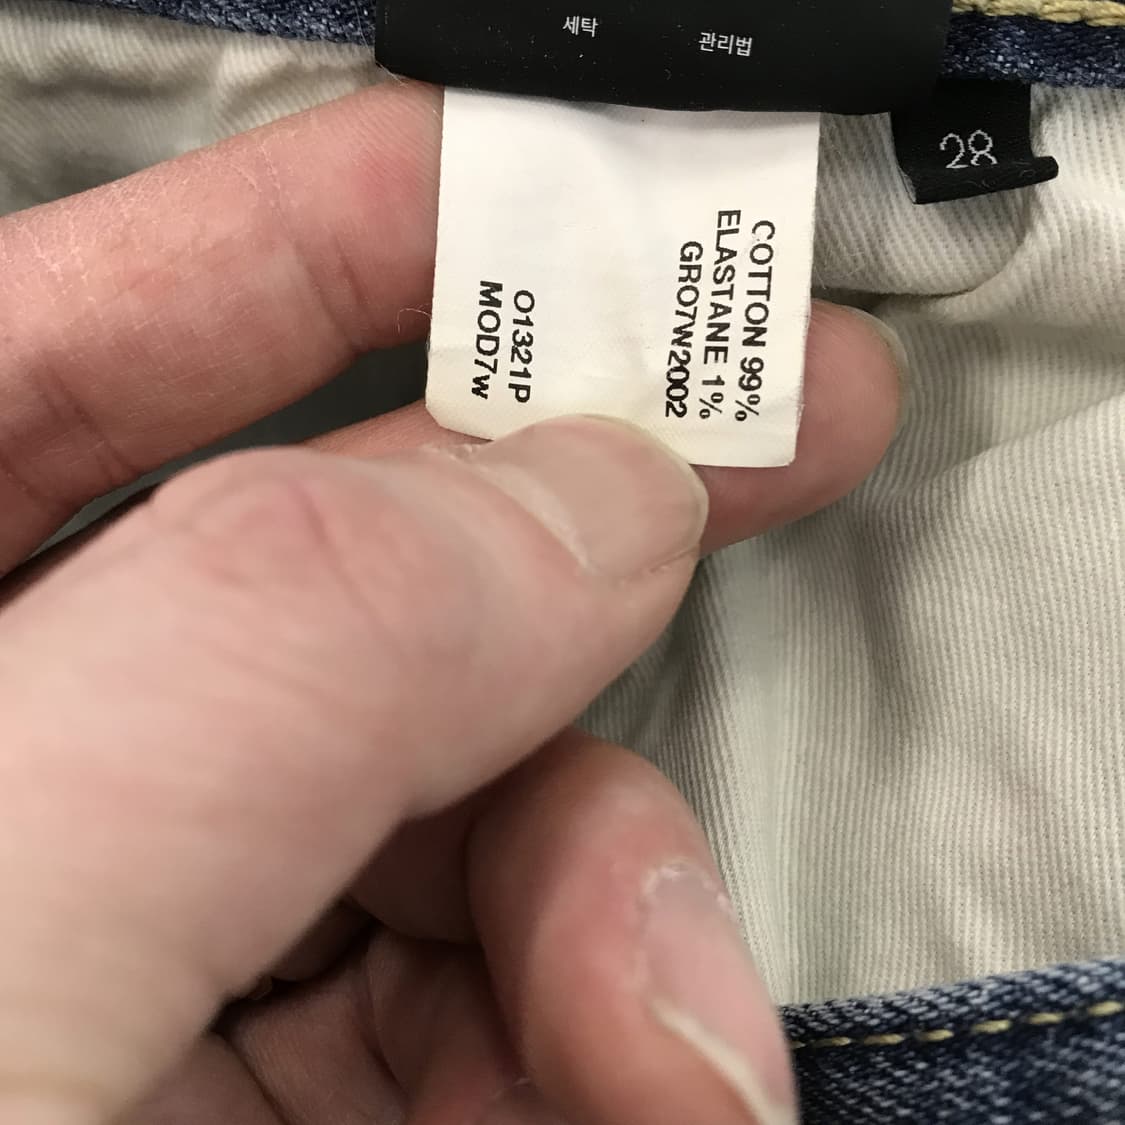 세탁 관리법
28
COTTON 99%
ELASTANE 1%
GRO7W2002
O1321P
MOD7W